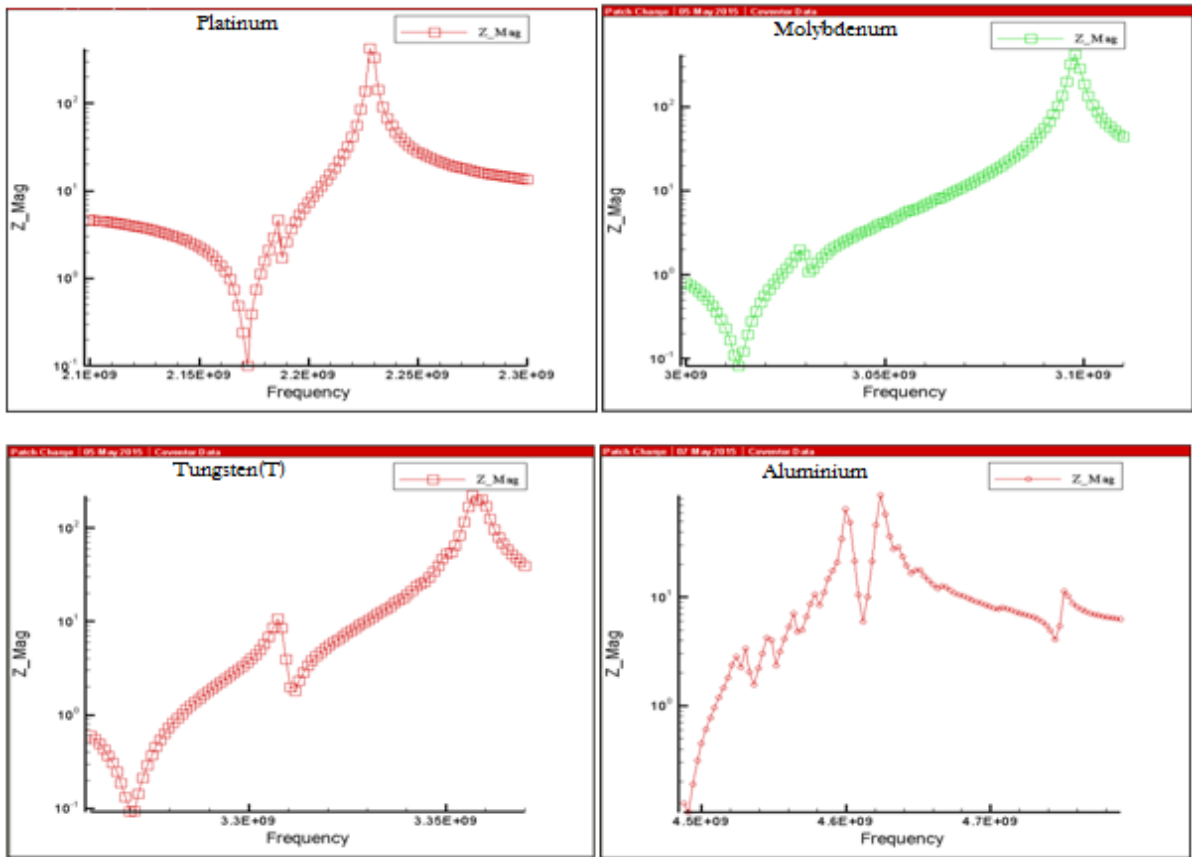 Platinum
Z_Mag
Z_Mag
10²
10¹
10⁰
10⁻¹
2.1E+09
2.15E+09
2.2E+09
2.25E+09
2.3E+09
Frequency
Patch Change | 05 May 2015 | Coventor Data
Molybdenum
Z_Mag
Z_Mag
10²
10¹
10⁰
10⁻¹
3E+09
3.05E+09
3.1E+09
Frequency
Patch Change | 05 May 2015 | Coventor Data
Tungsten(T)
Z_Mag
Z_Mag
10²
10¹
10⁰
10⁻¹
3.3E+09
3.35E+09
Frequency
Patch Change | 07 May 2015 | Coventor Data
Aluminium
Z_Mag
Z_Mag
10²
10¹
10⁰
4.5E+09
4.6E+09
4.7E+09
Frequency